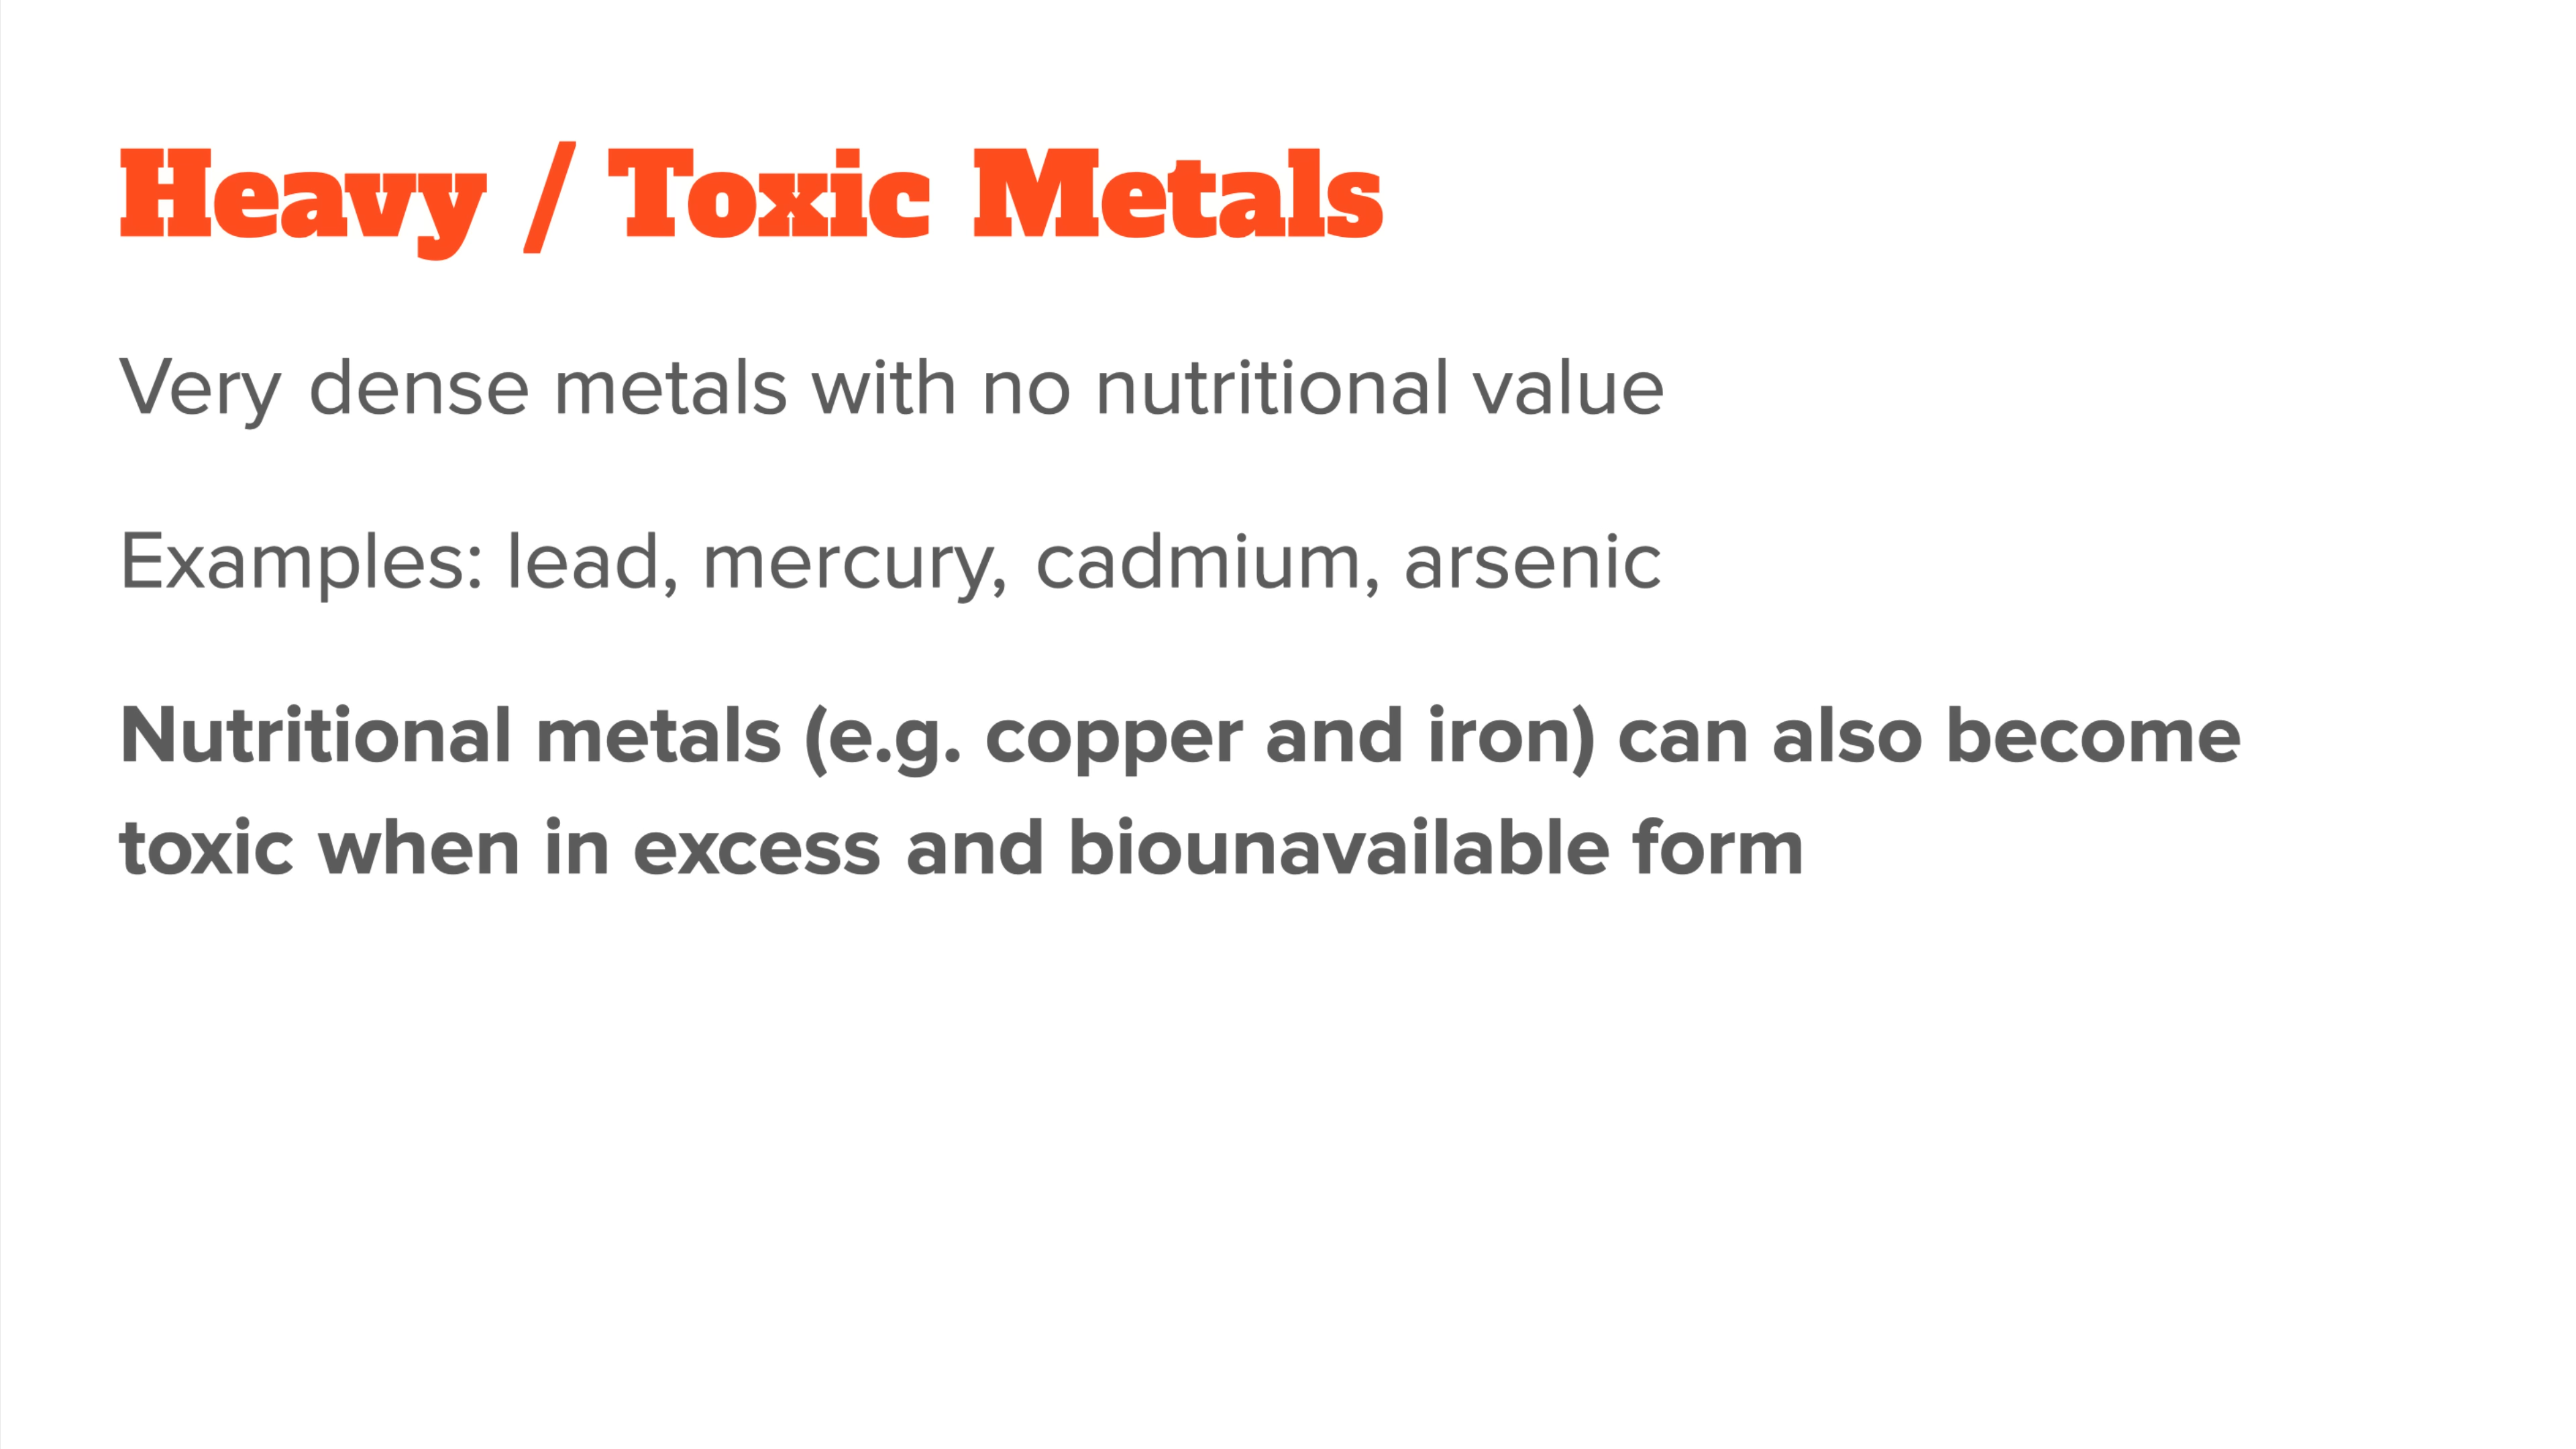 Heavy / Toxic Metals
Very dense metals with no nutritional value
Examples: lead, mercury, cadmium, arsenic
Nutritional metals (e.g. copper and iron) can also become
toxic when in excess and biounavailable form